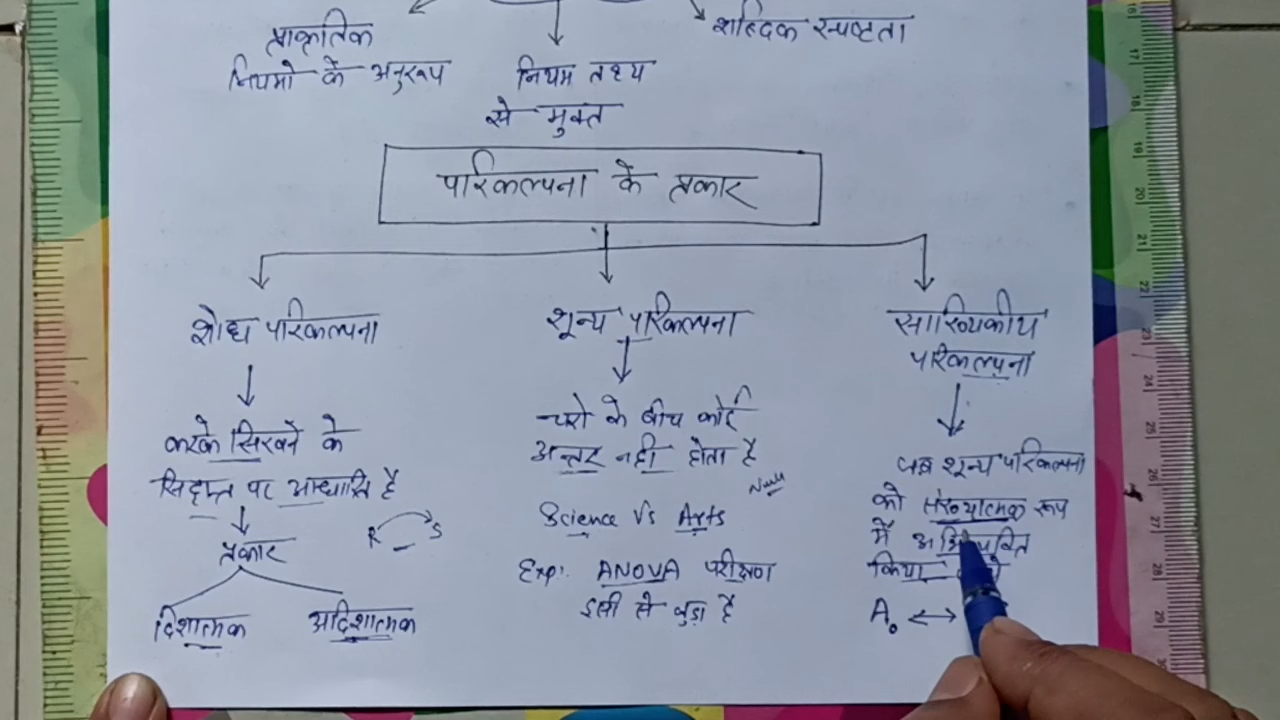 प्राकृतिक
नियमो के अनुरूप
नियम तथ्य
से मुक्त
शब्दिक स्पष्टता
परिकल्पना के प्रकार
शोध परिकल्पना
करके सिखने के
सिद्धान्त पर आधारित है
प्रकार
दिशात्मक
अदिशात्मक
R S
शून्य परिकल्पना
चरो के बीच कोई
अन्तर नही होता है
Null
Science Vs Arts
Exp: ANOVA परीक्षण
इसी से जुड़ा है
सांख्यिकीय
परिकल्पना
जब शून्य परिकल्पना
को संख्यात्मक रूप
में
किया
A₀